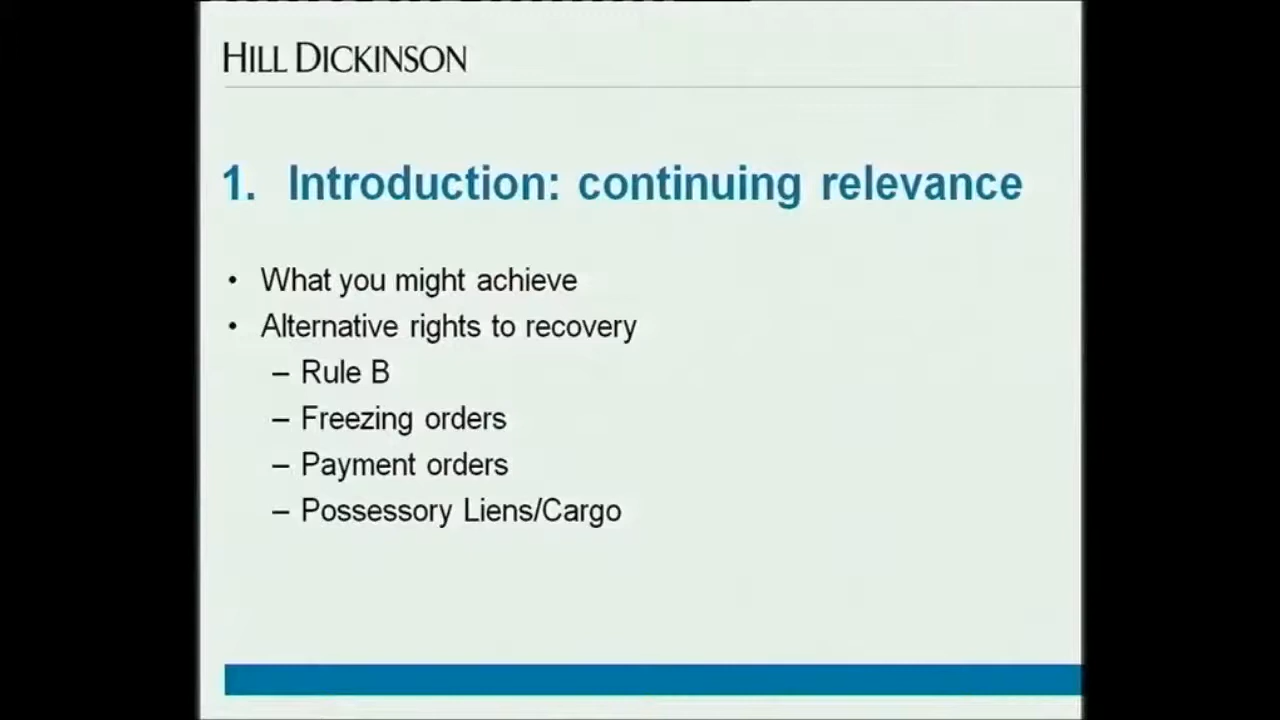 HILL DICKINSON
1. Introduction: continuing relevance
• What you might achieve
• Alternative rights to recovery
– Rule B
– Freezing orders
– Payment orders
– Possessory Liens/Cargo